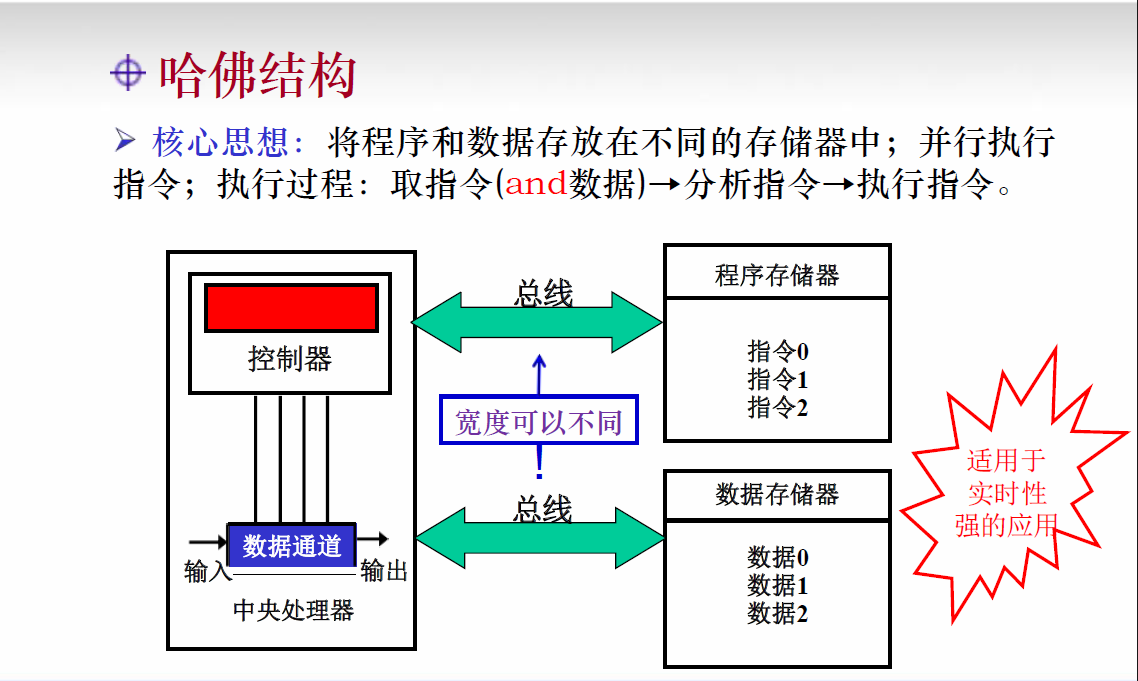 哈佛结构
核心思想：将程序和数据存放在不同的存储器中；并行执行
指令；执行过程：取指令(and数据)→分析指令→执行指令。
控制器
数据通道
输入
输出
中央处理器
总线
宽度可以不同
!
总线
程序存储器
指令0
指令1
指令2
数据存储器
数据0
数据1
数据2
适用于
实时性
强的应用